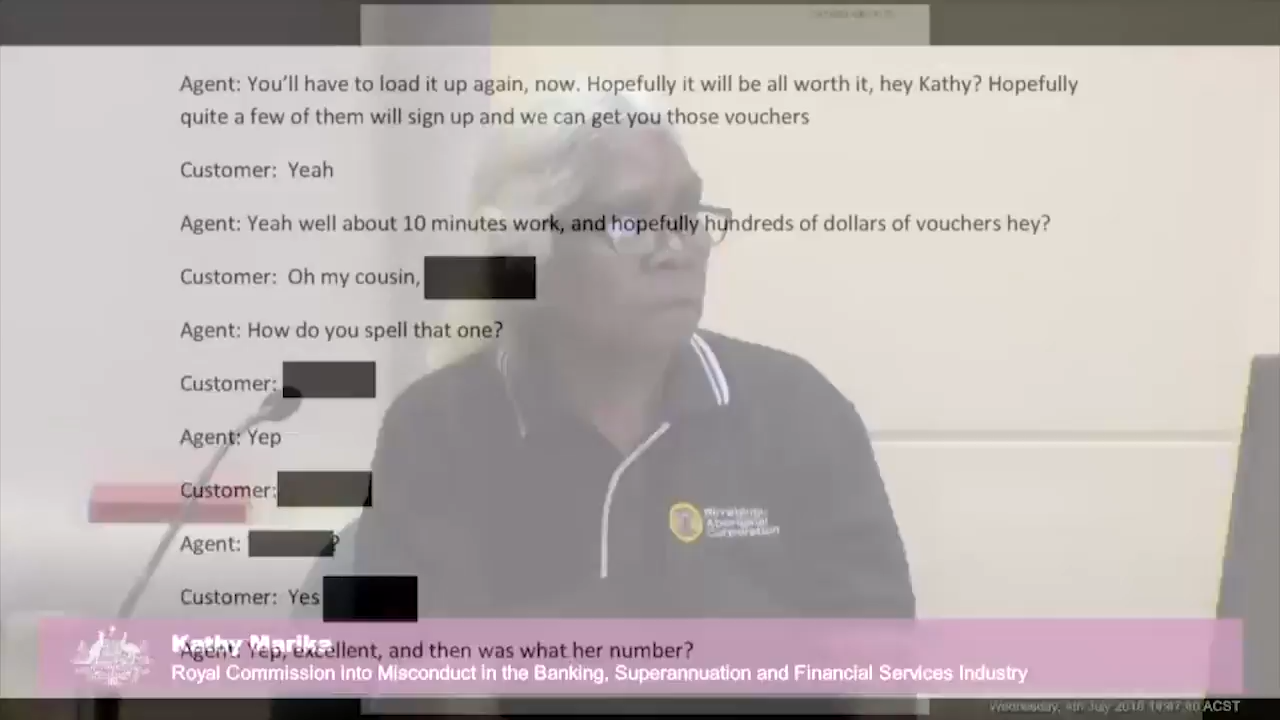 Agent: You'll have to load it up again, now. Hopefully it will be all worth it, hey Kathy? Hopefully
quite a few of them will sign up and we can get you those vouchers
Customer: Yeah
Agent: Yeah well about 10 minutes work, and hopefully hundreds of dollars of vouchers hey?
Customer: Oh my cousin,
Agent: How do you spell that one?
Customer:
Agent: Yep
Customer:
Agent: ?
Customer: Yes
Aboriginal
Corporation
Kathy Marika
Agent: Yep, excellent, and then was what her number?
Royal Commission into Misconduct in the Banking, Superannuation and Financial Services Industry
Wednesday, 4th July 2018 ACST